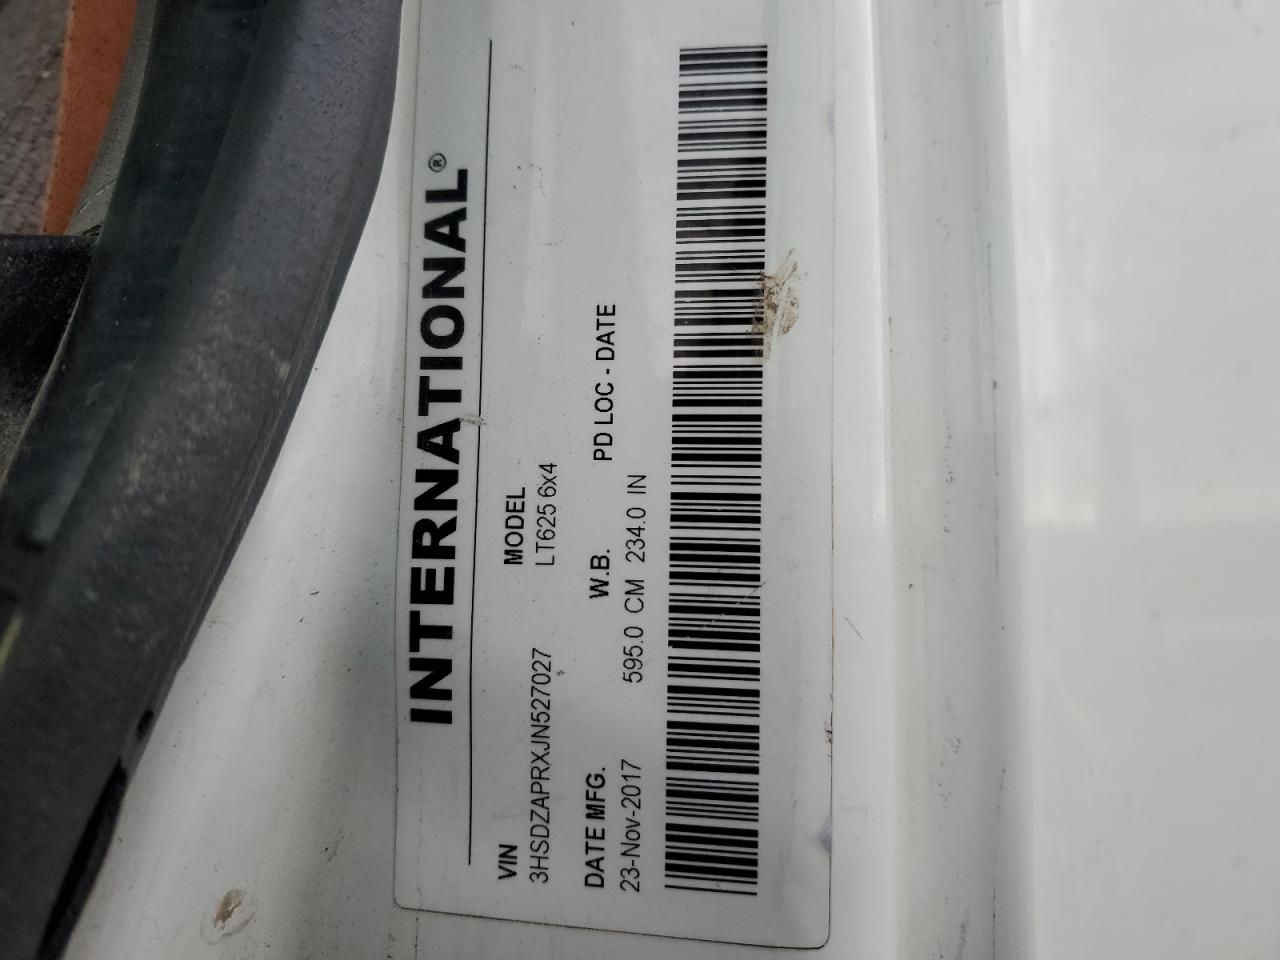 INTERNATIONAL®
VIN MODEL
3HSDZAPRXJN527027 LT625 6x4
DATE MFG. W.B. PD LOC - DATE
23-Nov-2017 595.0 CM 234.0 IN